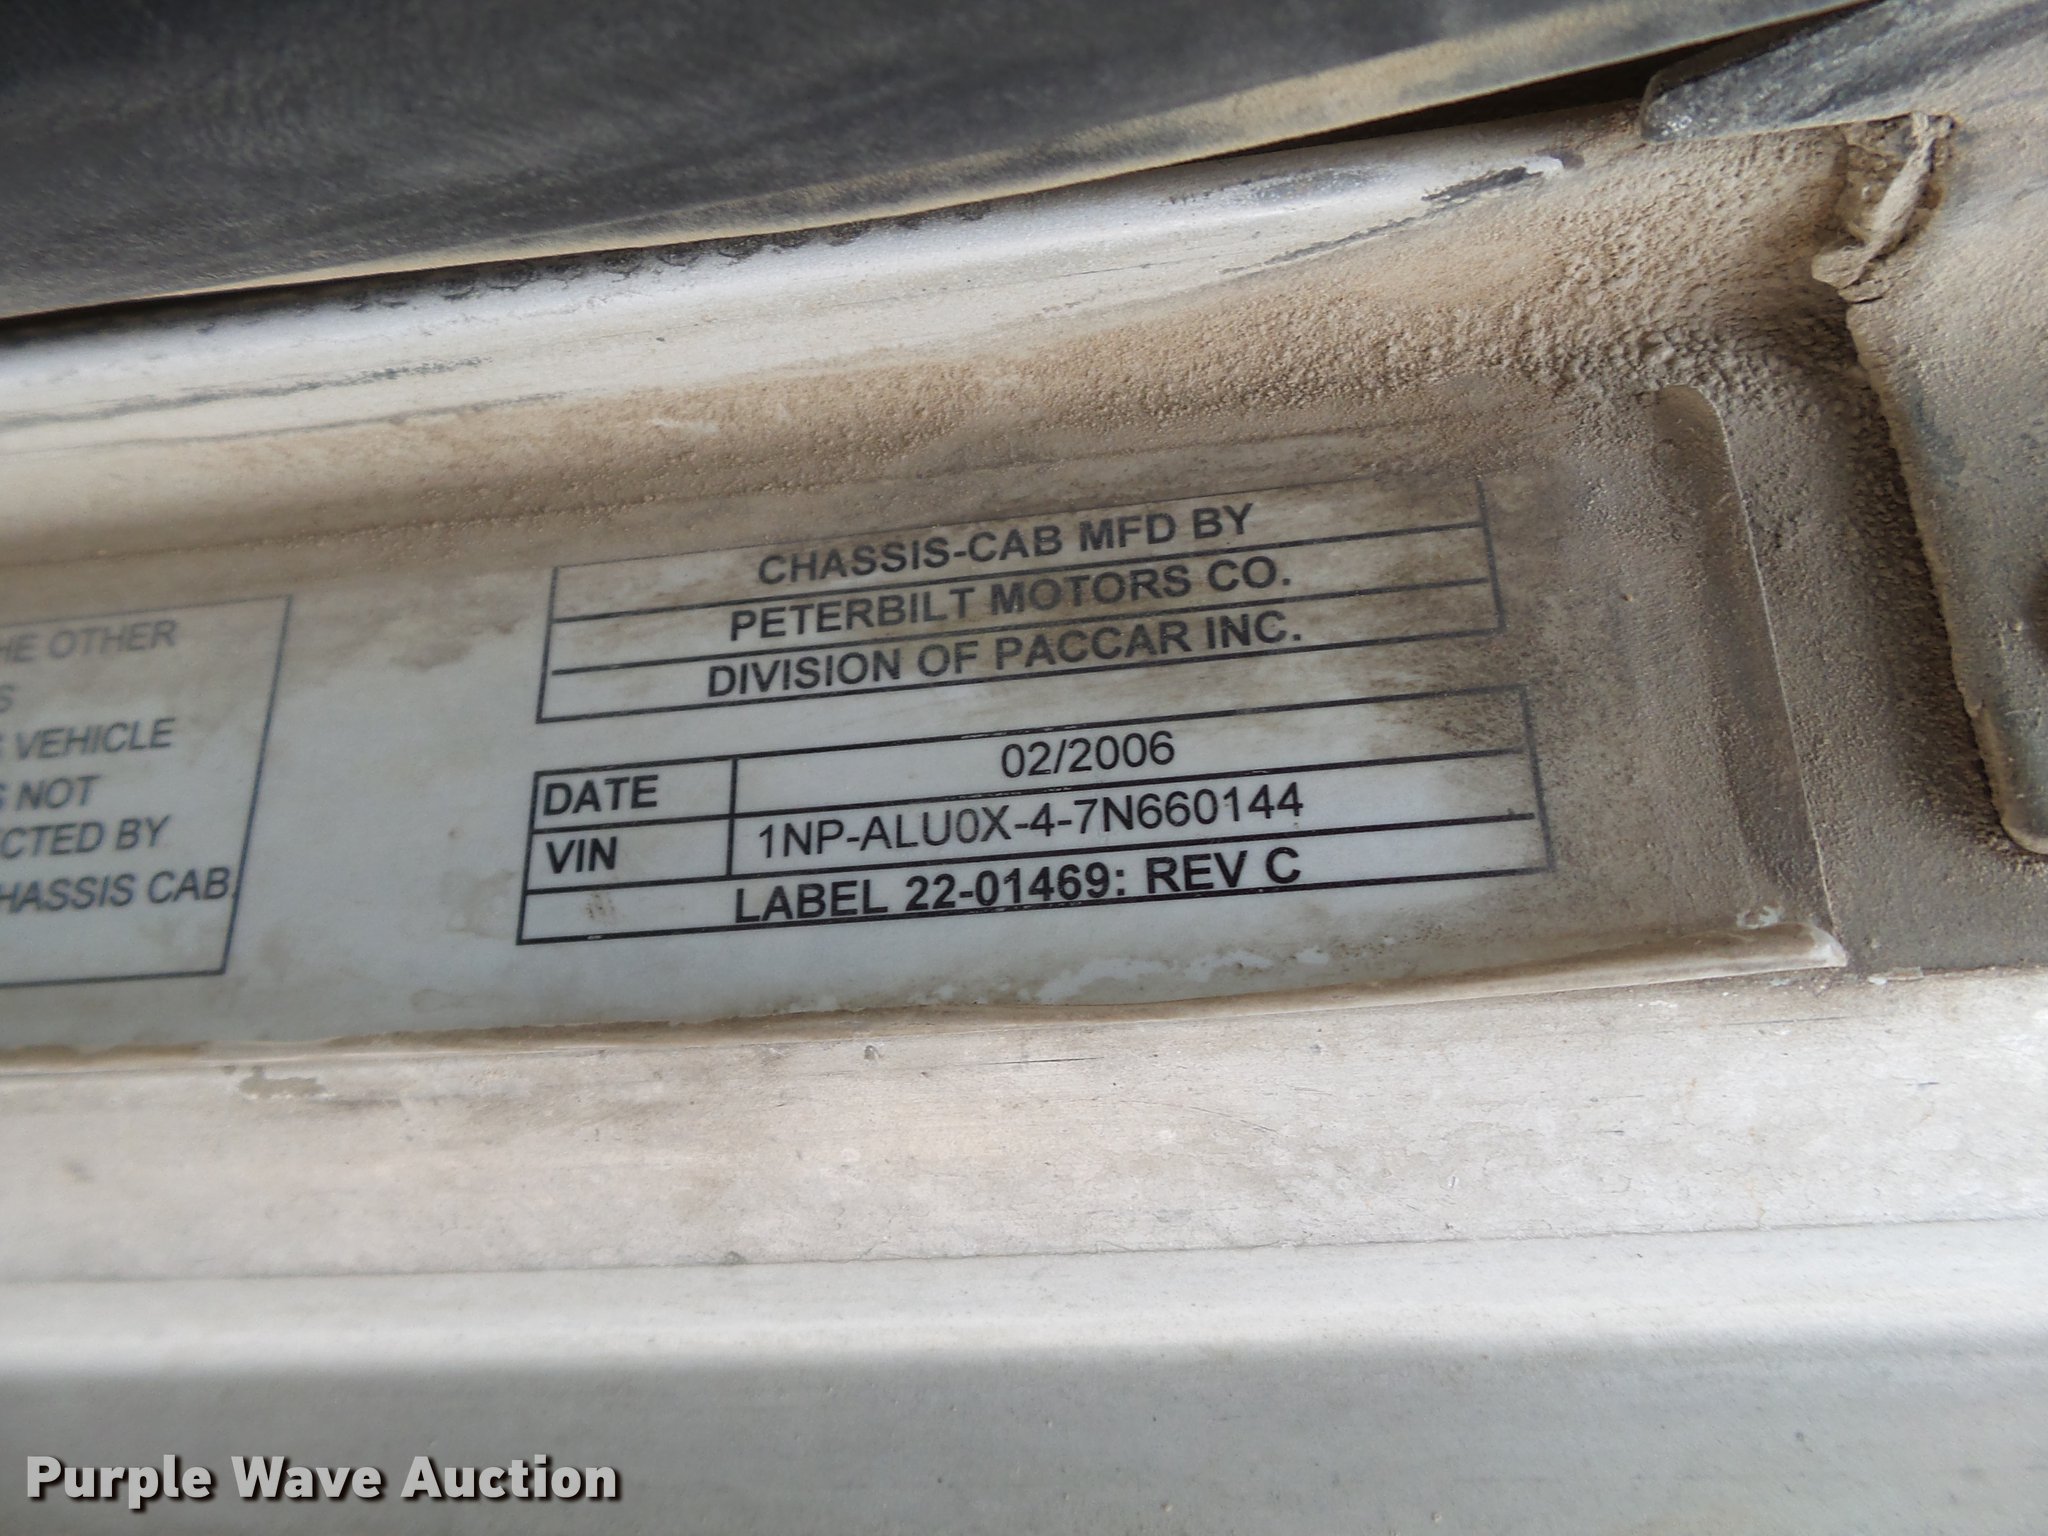 HE OTHER
S
S VEHICLE
S NOT
CTED BY
HASSIS CAB
CHASSIS-CAB MFD BY
PETERBILT MOTORS CO.
DIVISION OF PACCAR INC.
DATE 02/2006
VIN 1NP-ALU0X-4-7N660144
LABEL 22-01469: REV C
Purple Wave Auction